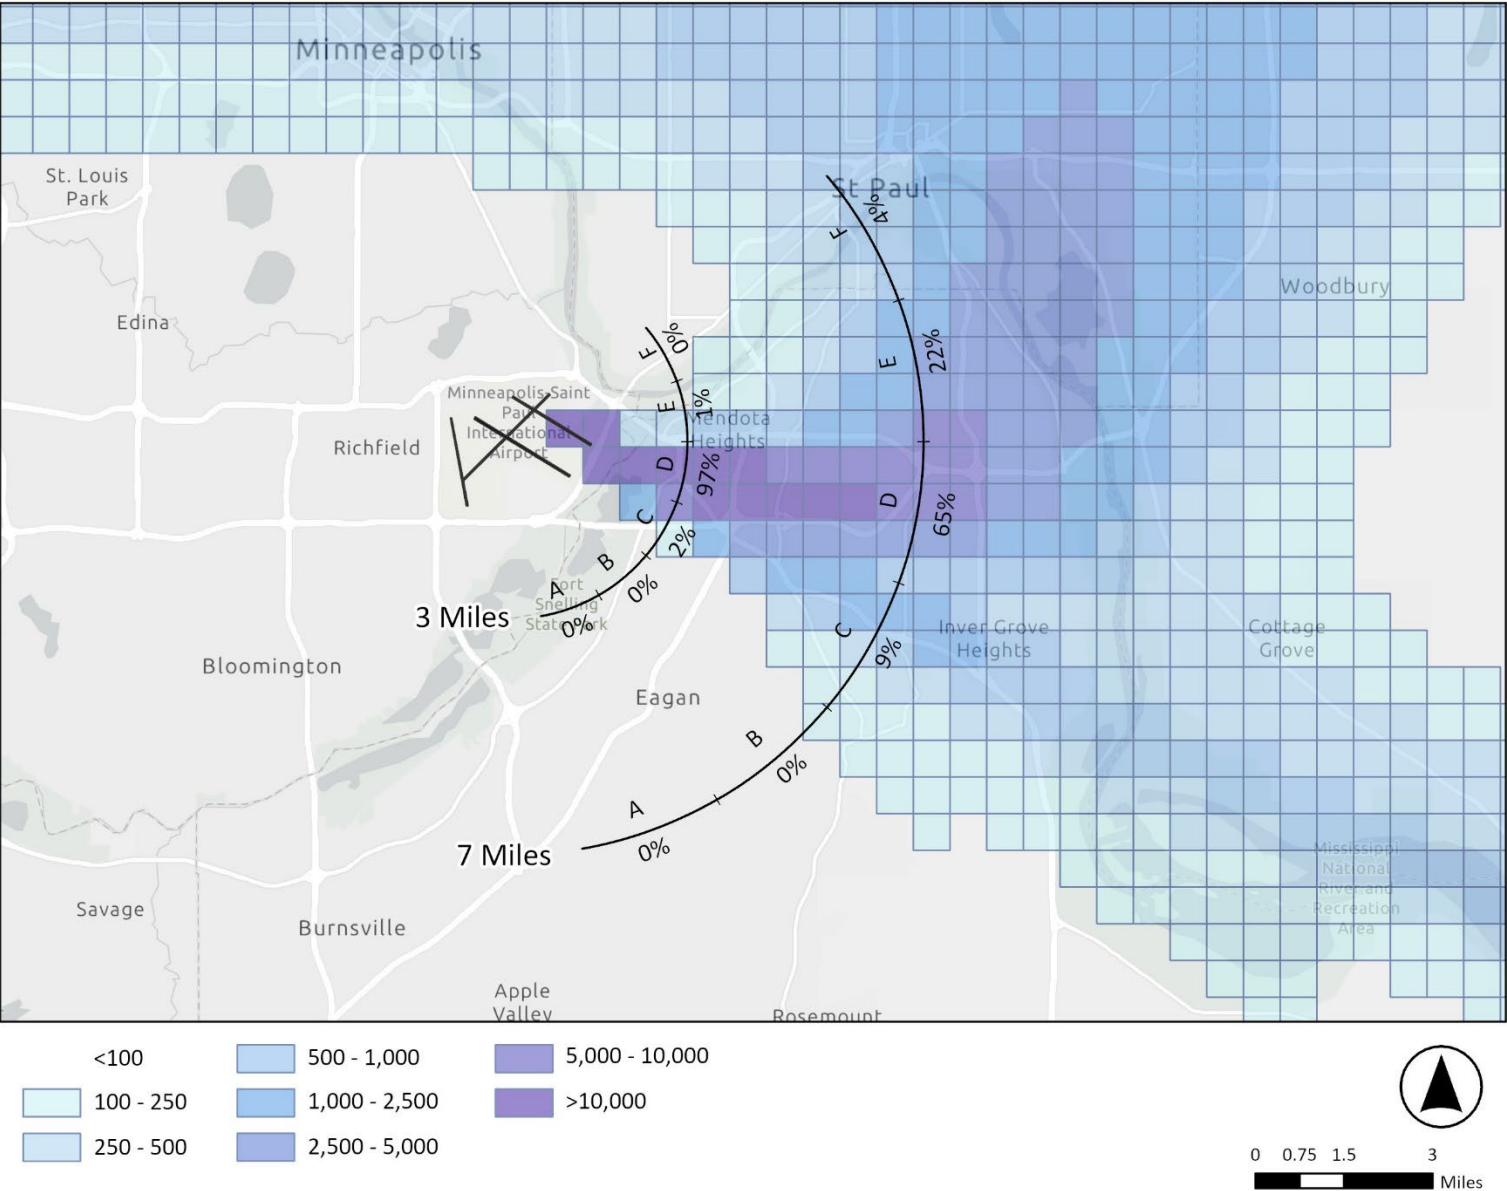 Minneapolis
St. Louis
Park
St Paul
4%
F
Woodbury
Edina
F
0%
E
22%
Minneapolis-Saint
Paul
International
Airport
Richfield
E
1%
Mendota
Heights
D
97%
D
65%
C
2%
B
0%
A
0%
Fort
Snelling
State Park
3 Miles
C
9%
Inver Grove
Heights
Cottage
Grove
Bloomington
Eagan
B
0%
A
0%
7 Miles
Mississippi
National
River and
Recreation
Area
Savage
Burnsville
Apple
Valley
Rosemount
<100
100 - 250
250 - 500
500 - 1,000
1,000 - 2,500
2,500 - 5,000
5,000 - 10,000
>10,000
0 0.75 1.5 3
Miles